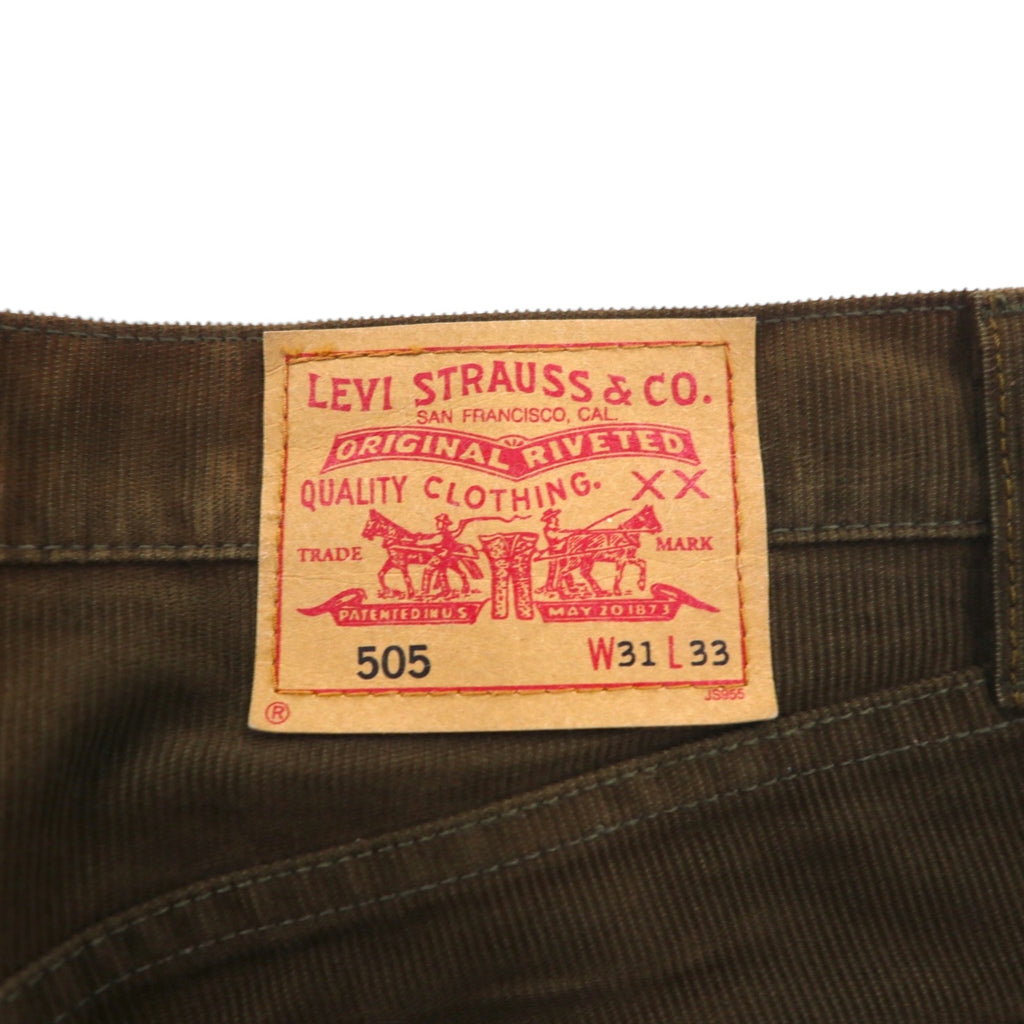 LEVI STRAUSS & CO.
SAN FRANCISCO, CAL.
ORIGINAL RIVETED
QUALITY CLOTHING. XX
TRADE MARK
PATENTED IN U.S MAY 20 1873
505 W31 L33
JS955
®